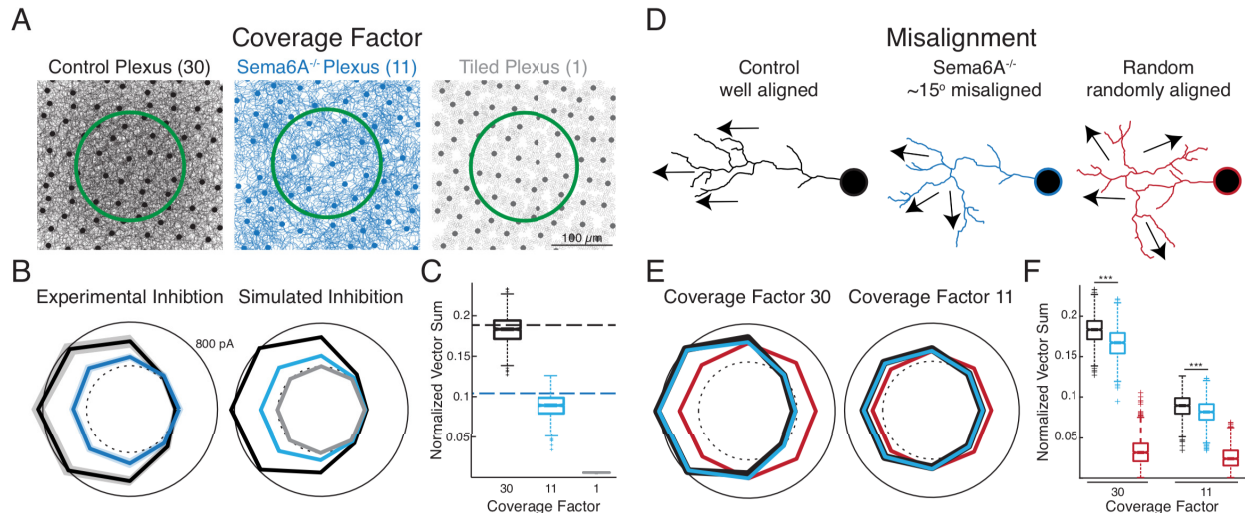 A
Coverage Factor
Control Plexus (30)
Sema6A-/- Plexus (11)
Tiled Plexus (1)
100 µm
B
Experimental Inhibtion
Simulated Inhibition
800 pA
C
Normalized Vector Sum
0.2
0.15
0.1
0.05
30
11
1
Coverage Factor
D
Misalignment
Control
well aligned
Sema6A-/-
~15° misaligned
Random
randomly aligned
E
Coverage Factor 30
Coverage Factor 11
F
Normalized Vector Sum
0.2
0.15
0.1
0.05
***
***
30
11
Coverage Factor